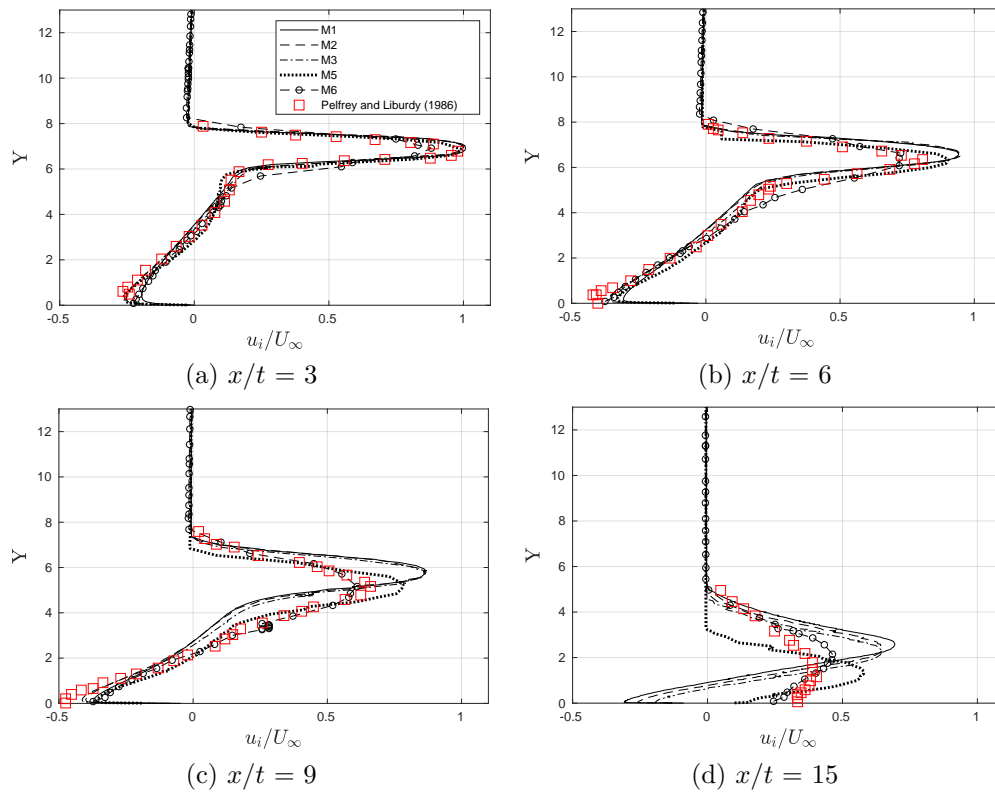 M1
M2
M3
M5
M6
Pelfrey and Liburdy (1986)
12
10
8
6
4
2
0
Y
-0.5
0
0.5
1
u_i/U_∞
(a) x/t = 3
12
10
8
6
4
2
0
Y
-0.5
0
0.5
1
u_i/U_∞
(b) x/t = 6
12
10
8
6
4
2
0
Y
-0.5
0
0.5
1
u_i/U_∞
(c) x/t = 9
12
10
8
6
4
2
0
Y
-0.5
0
0.5
1
u_i/U_∞
(d) x/t = 15